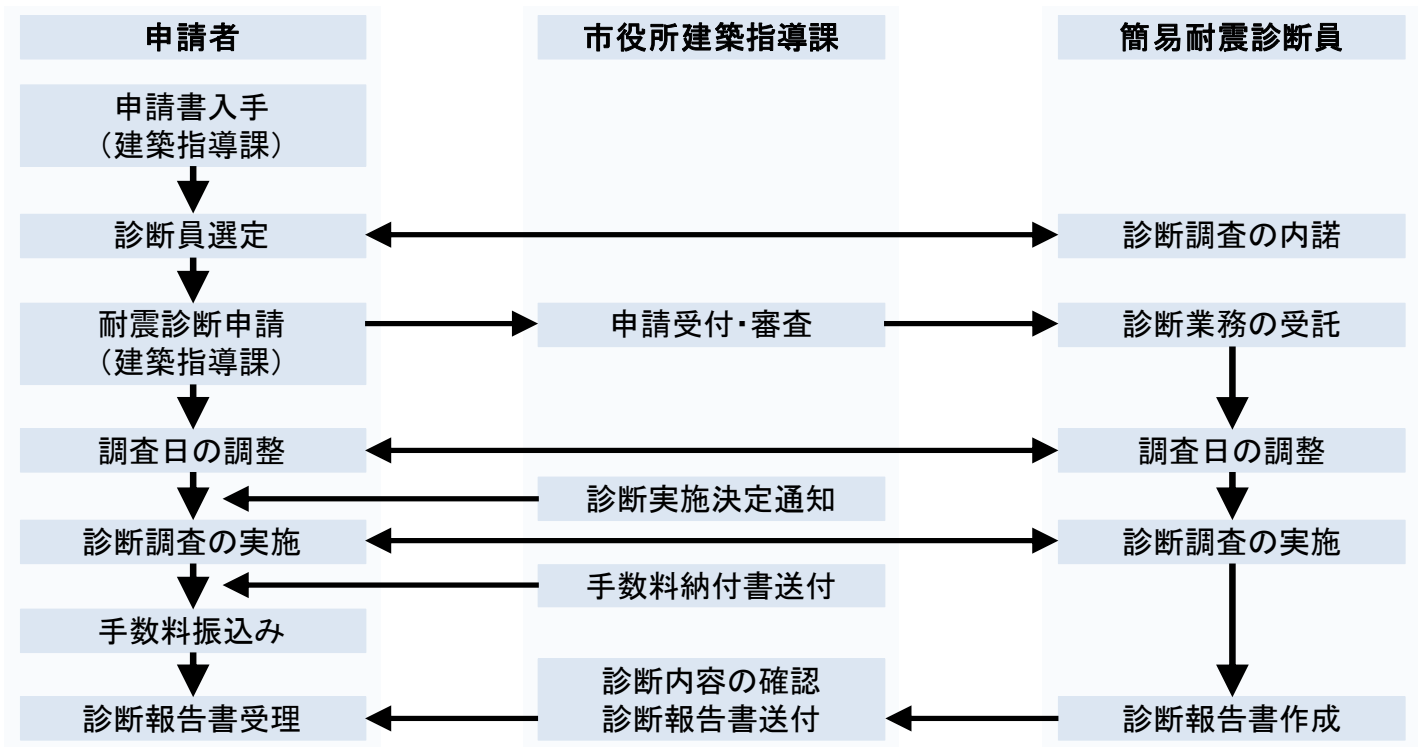 申請者
市役所建築指導課
簡易耐震診断員
申請書入手
（建築指導課）
診断員選定
診断調査の内諾
耐震診断申請
（建築指導課）
申請受付・審査
診断業務の受託
調査日の調整
調査日の調整
診断実施決定通知
診断調査の実施
診断調査の実施
手数料納付書送付
手数料振込み
診断内容の確認
診断報告書送付
診断報告書受理
診断報告書作成